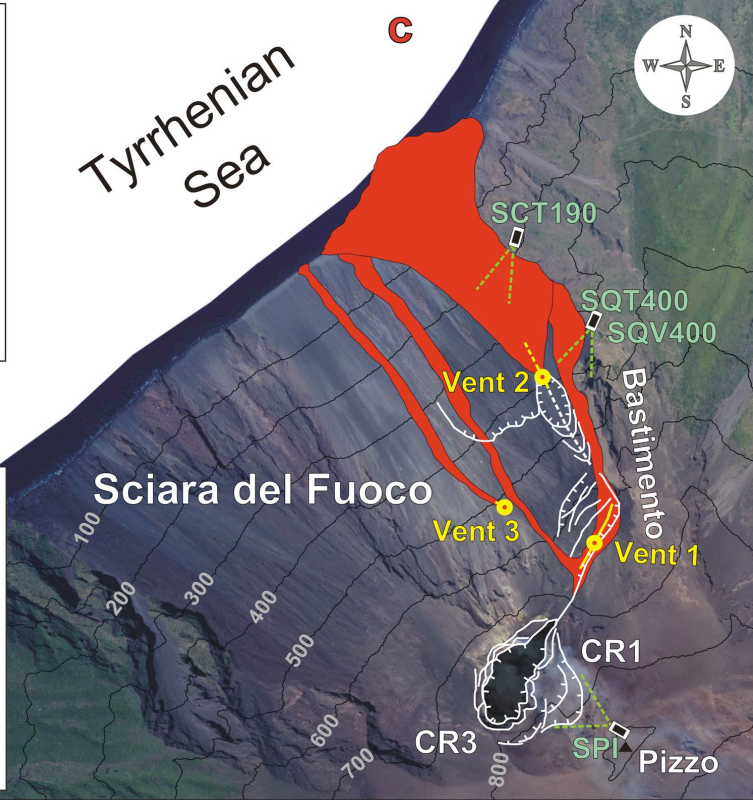 C
N
W E
S
Tyrrhenian
Sea
SCT190
SQT400
SQV400
Vent 2
Bastimento
Sciara del Fuoco
Vent 3
Vent 1
100
200
300
400
500
600
700
800
CR1
CR3
SPI
Pizzo